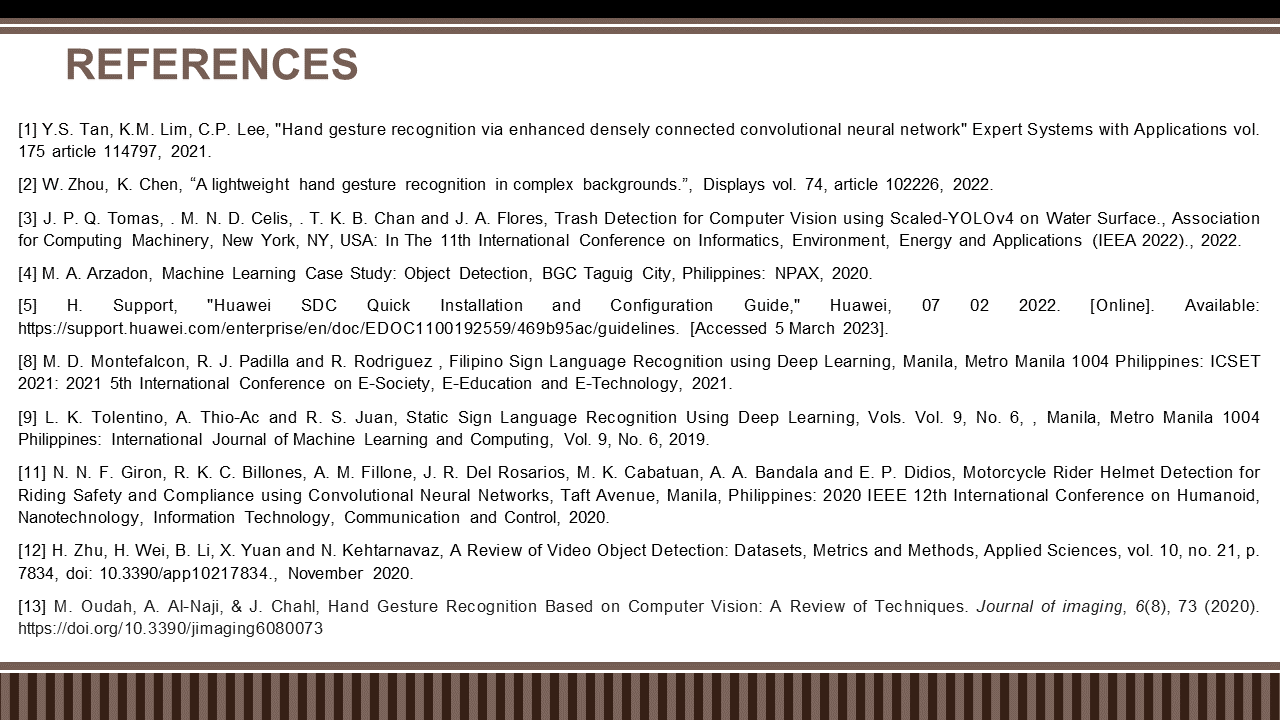 REFERENCES
[1] Y.S. Tan, K.M. Lim, C.P. Lee, "Hand gesture recognition via enhanced densely connected convolutional neural network" Expert Systems with Applications vol.
175 article 114797, 2021.
[2] W. Zhou, K. Chen, “A lightweight hand gesture recognition in complex backgrounds.”, Displays vol. 74, article 102226, 2022.
[3] J. P. Q. Tomas, . M. N. D. Celis, . T. K. B. Chan and J. A. Flores, Trash Detection for Computer Vision using Scaled-YOLOv4 on Water Surface., Association
for Computing Machinery, New York, NY, USA: In The 11th International Conference on Informatics, Environment, Energy and Applications (IEEA 2022)., 2022.
[4] M. A. Arzadon, Machine Learning Case Study: Object Detection, BGC Taguig City, Philippines: NPAX, 2020.
[5] H. Support, "Huawei SDC Quick Installation and Configuration Guide," Huawei, 07 02 2022. [Online]. Available:
https://support.huawei.com/enterprise/en/doc/EDOC1100192559/469b95ac/guidelines. [Accessed 5 March 2023].
[8] M. D. Montefalcon, R. J. Padilla and R. Rodriguez , Filipino Sign Language Recognition using Deep Learning, Manila, Metro Manila 1004 Philippines: ICSET
2021: 2021 5th International Conference on E-Society, E-Education and E-Technology, 2021.
[9] L. K. Tolentino, A. Thio-Ac and R. S. Juan, Static Sign Language Recognition Using Deep Learning, Vols. Vol. 9, No. 6, , Manila, Metro Manila 1004
Philippines: International Journal of Machine Learning and Computing, Vol. 9, No. 6, 2019.
[11] N. N. F. Giron, R. K. C. Billones, A. M. Fillone, J. R. Del Rosarios, M. K. Cabatuan, A. A. Bandala and E. P. Didios, Motorcycle Rider Helmet Detection for
Riding Safety and Compliance using Convolutional Neural Networks, Taft Avenue, Manila, Philippines: 2020 IEEE 12th International Conference on Humanoid,
Nanotechnology, Information Technology, Communication and Control, 2020.
[12] H. Zhu, H. Wei, B. Li, X. Yuan and N. Kehtarnavaz, A Review of Video Object Detection: Datasets, Metrics and Methods, Applied Sciences, vol. 10, no. 21, p.
7834, doi: 10.3390/app10217834., November 2020.
[13] M. Oudah, A. Al-Naji, & J. Chahl, Hand Gesture Recognition Based on Computer Vision: A Review of Techniques. Journal of imaging, 6(8), 73 (2020).
https://doi.org/10.3390/jimaging6080073